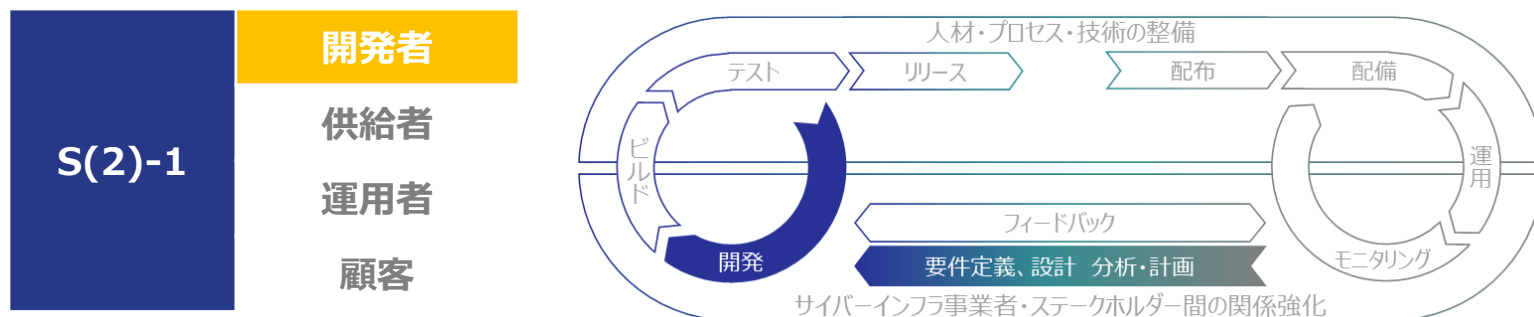 S(2)-1
開発者
供給者
運用者
顧客
人材・プロセス・技術の整備
テスト
リリース
配布
配備
ビルド
運用
フィードバック
開発
要件定義、設計 分析・計画
モニタリング
サイバーインフラ事業者・ステークホルダー間の関係強化